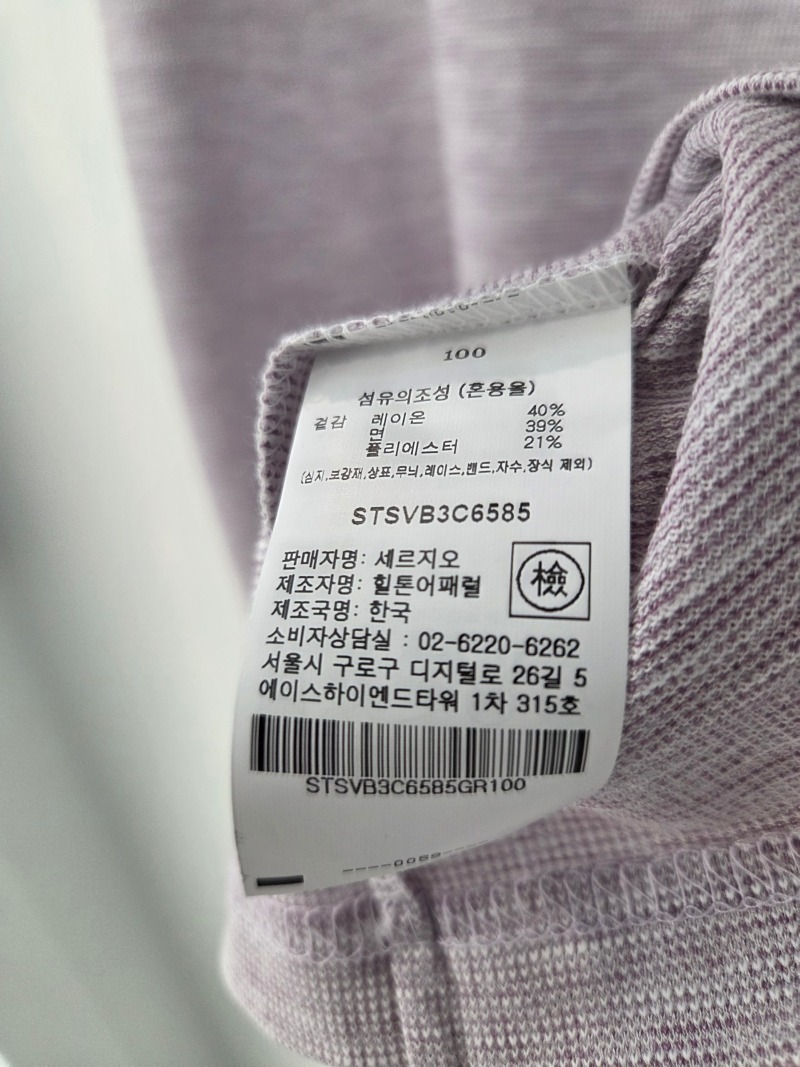 100
섬유의조성 (혼용율)
겉감 레이온 40%
면 39%
폴리에스터 21%
(심지,보강재,상표,무늬,레이스,밴드,자수,장식 제외)
STSVB3C6585
판매자명: 세르지오
제조자명: 힐톤어패럴
檢
제조국명: 한국
소비자상담실 : 02-6220-6262
서울시 구로구 디지털로 26길 5
에이스하이엔드타워 1차 315호
STSVB3C6585GR100
----0059--